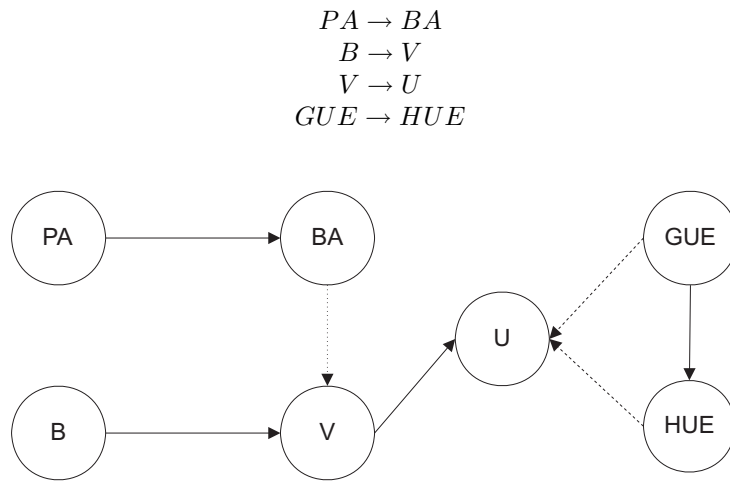 PA → BA
B → V
V → U
GUE → HUE
PA
BA
GUE
U
B
V
HUE